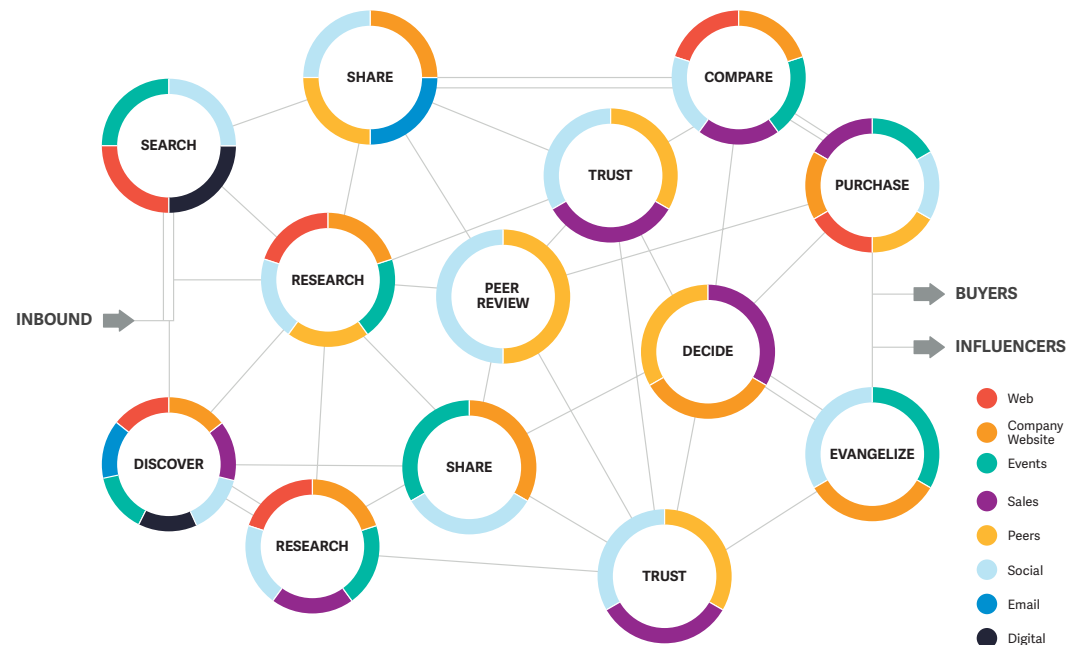 SHARE
COMPARE
SEARCH
TRUST
PURCHASE
RESEARCH
PEER
REVIEW
BUYERS
INBOUND
DECIDE
INFLUENCERS
Web
Company
Website
DISCOVER
SHARE
EVANGELIZE
Events
Sales
Peers
RESEARCH
TRUST
Social
Email
Digital